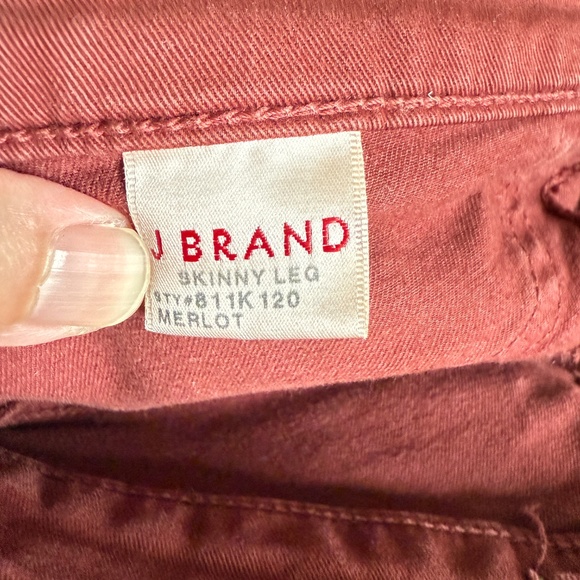 J BRAND
SKINNY LEG
STY#811K120
MERLOT